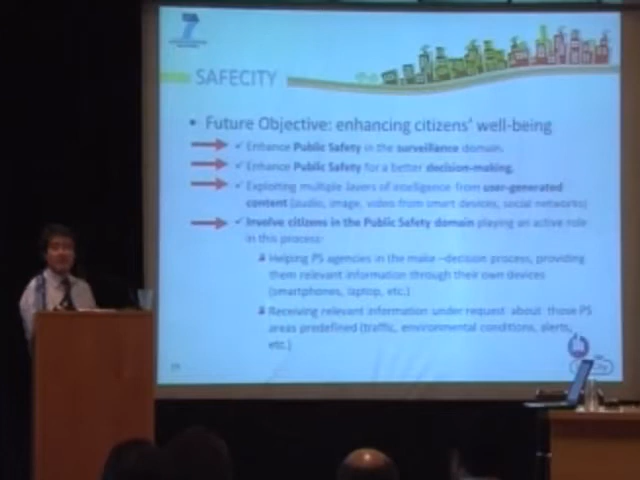 7
SAFECITY
• Future Objective: enhancing citizens' well-being
✓ Enhance Public Safety in the surveillance domain.
✓ Enhance Public Safety for a better decision-making.
✓ Exploiting multiple layers of intelligence from user-generated
content (audio, image, video from smart devices, social networks)
✓ Involve citizens in the Public Safety domain playing an active role
in this process:
Helping PS agencies in the make –decision process, providing
them relevant information through their own devices
(smartphones, laptop, etc.)
Receiving relevant information under request about those PS
areas predefined (traffic, environmental conditions, alerts,
etc.)